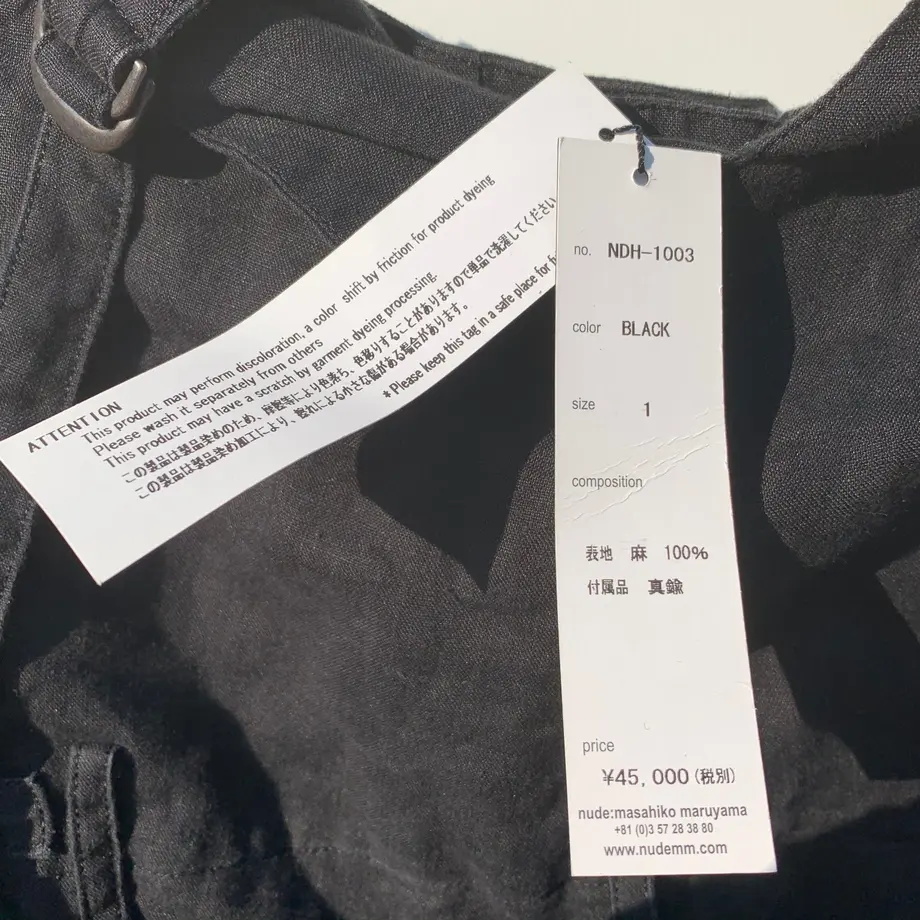 ATTENTION
This product may perform discoloration, a color shift by friction for product dyeing
Please wash it separately from others
This product may have a scratch by garment dyeing processing.
この製品は製品染めのため、摩擦等により色落ち、色移りすることがありますので単品で洗濯してください
この製品は製品染め加工により、擦れによる小さな傷がある場合があります。
* Please keep this tag in a safe place for
no. NDH-1003
color BLACK
size 1
composition
表地 麻 100%
付属品 真鍮
price
¥45,000(税別)
nude:masahiko maruyama
+81 (0)3 57 28 38 80
www.nudemm.com